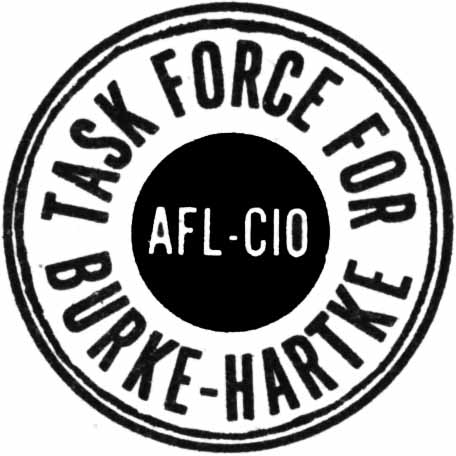 TASK FORCE FOR
AFL-CIO
BURKE-HARTKE